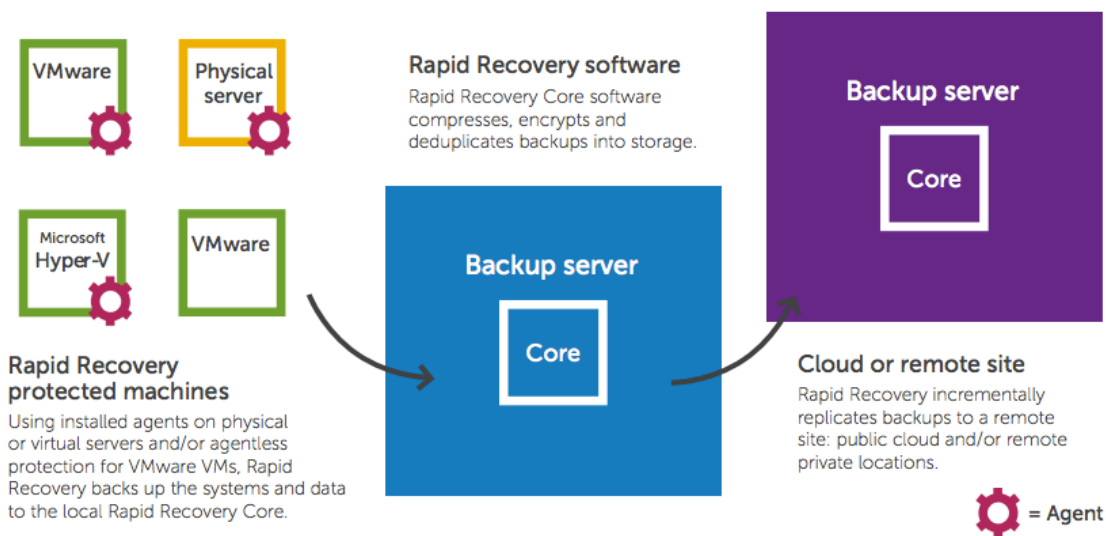 VMware
Physical
server
Microsoft
Hyper-V
VMware
Rapid Recovery
protected machines
Using installed agents on physical
or virtual servers and/or agentless
protection for VMware VMs, Rapid
Recovery backs up the systems and data
to the local Rapid Recovery Core.
Rapid Recovery software
Rapid Recovery Core software
compresses, encrypts and
deduplicates backups into storage.
Backup server
Core
Backup server
Core
Cloud or remote site
Rapid Recovery incrementally
replicates backups to a remote
site: public cloud and/or remote
private locations.
= Agent